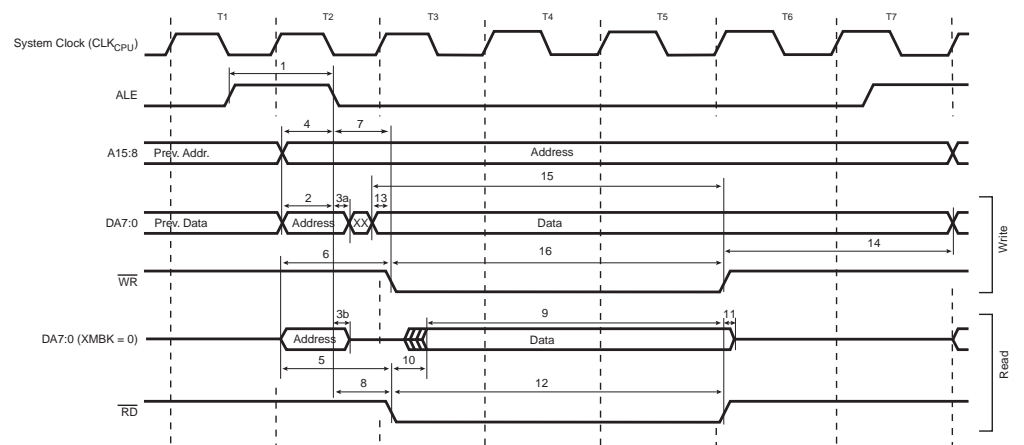 T1 T2 T3 T4 T5 T6 T7
System Clock (CLKCPU)
1
ALE
4 7
A15:8 Prev. Addr. Address
15
2 3a 13
DA7:0 Prev. Data Address XX Data
14
6 16
WR
Write
3b 9 11
DA7:0 (XMBK = 0) Address Data
5 10
8 12
RD
Read